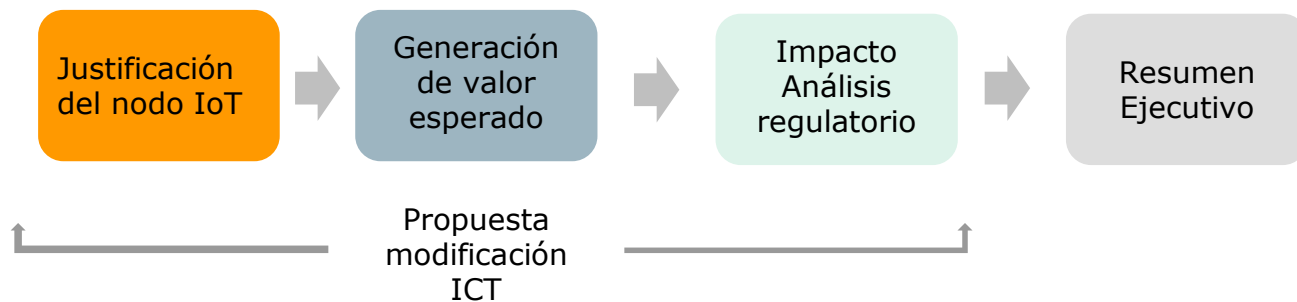 Justificación
del nodo IoT
Generación
de valor
esperado
Impacto
Análisis
regulatorio
Resumen
Ejecutivo
Propuesta
modificación
ICT